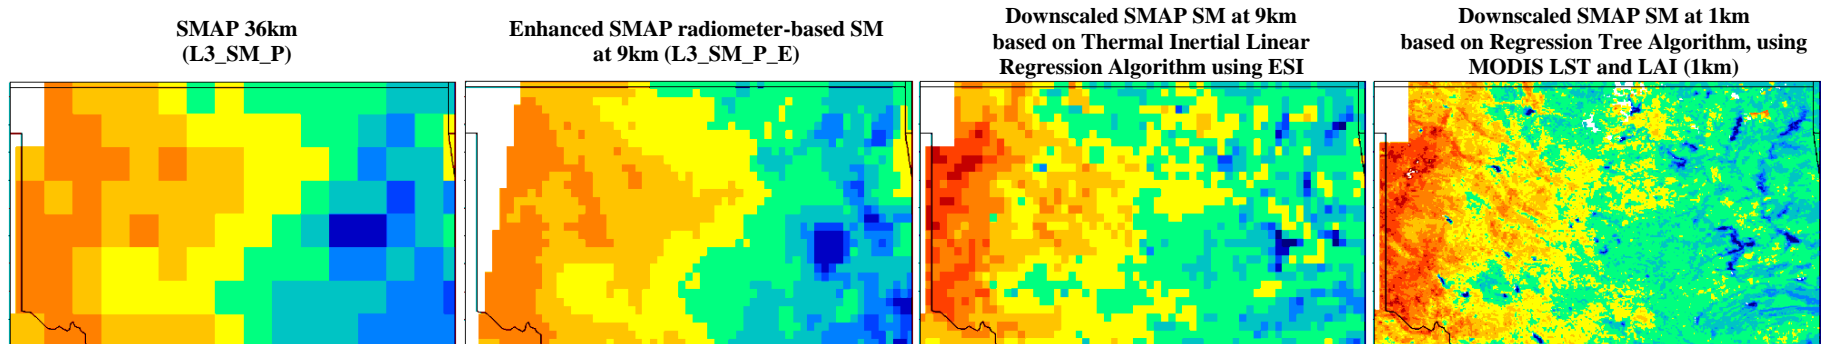 SMAP 36km
(L3_SM_P)
Enhanced SMAP radiometer-based SM
at 9km (L3_SM_P_E)
Downscaled SMAP SM at 9km
based on Thermal Inertial Linear
Regression Algorithm using ESI
Downscaled SMAP SM at 1km
based on Regression Tree Algorithm, using
MODIS LST and LAI (1km)